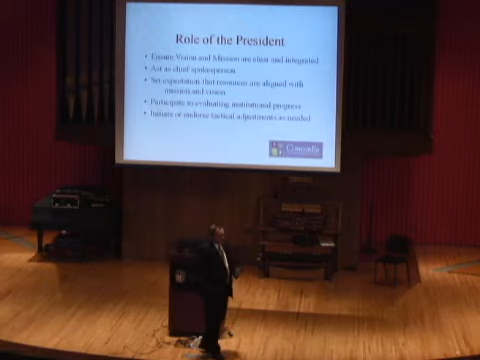 Role of the President
• Ensure Vision and Mission are clear and integrated
• Act as chief spokesperson
• Set expectation that resources are aligned with
mission and vision
• Participate in evaluating institutional progress
• Initiate or endorse tactical adjustments as needed
Concordia